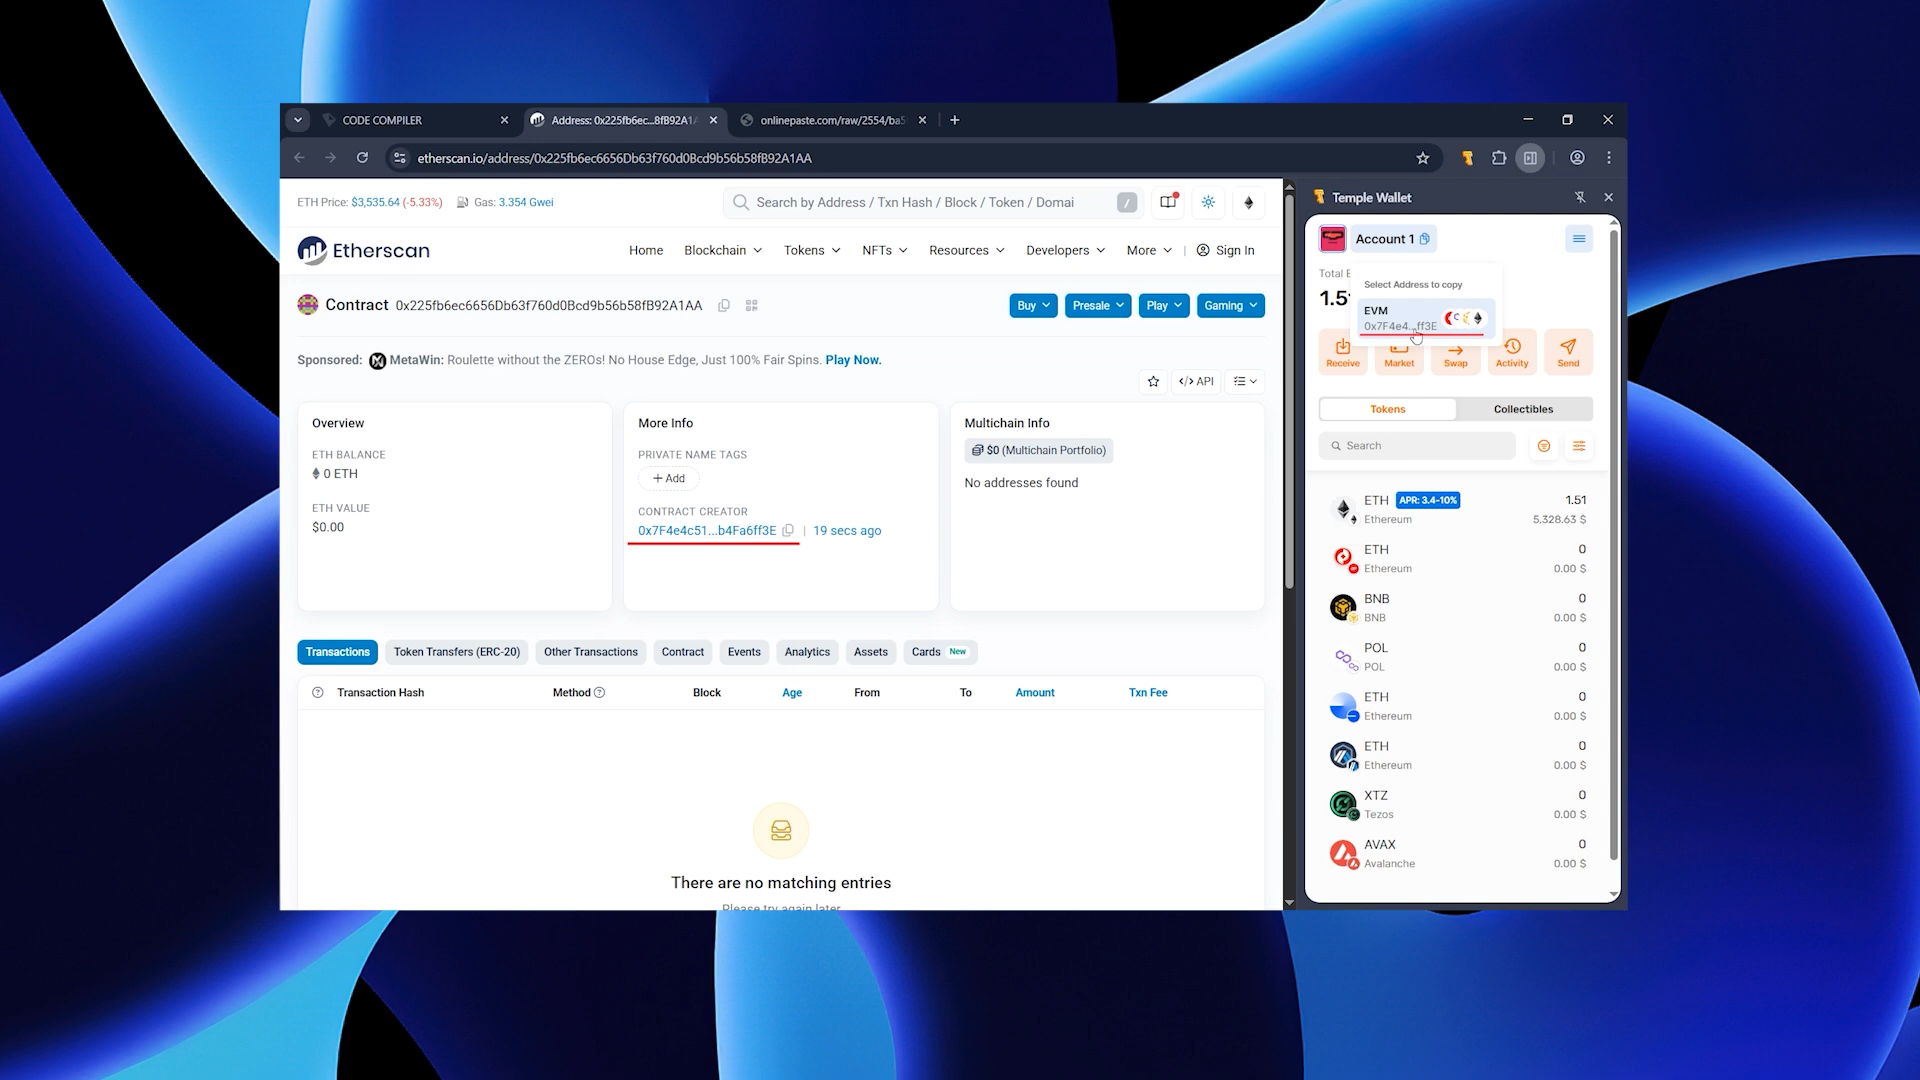 CODE COMPILER
Address: 0x225fb6ec...8fB92A1A
onlinepaste.com/raw/2554/ba5
etherscan.io/address/0x225fb6ec6656Db63f760d0Bcd9b56b58fB92A1AA
ETH Price: $3,535.64 (-5.33%) Gas: 3.354 Gwei
Search by Address / Txn Hash / Block / Token / Domai
/
Etherscan
Home Blockchain Tokens NFTs Resources Developers More | Sign In
Contract 0x225fb6ec6656Db63f760d0Bcd9b56b58fB92A1AA
Buy Presale Play Gaming
Sponsored: MetaWin: Roulette without the ZEROs! No House Edge, Just 100% Fair Spins. Play Now.
</> API
Overview
ETH BALANCE
0 ETH
ETH VALUE
$0.00
More Info
PRIVATE NAME TAGS
+ Add
CONTRACT CREATOR
0x7F4e4c51...b4Fa6ff3E | 19 secs ago
Multichain Info
$0 (Multichain Portfolio)
No addresses found
Transactions Token Transfers (ERC-20) Other Transactions Contract Events Analytics Assets Cards New
Transaction Hash Method Block Age From To Amount Txn Fee
There are no matching entries
Please try again later
Temple Wallet
Account 1
Select Address to copy
1.5
EVM
0x7F4e4...ff3E
Receive Market Swap Activity Send
Tokens Collectibles
Search
ETH APR: 3.4-10% 1.51
Ethereum 5,328.63 $
ETH 0
Ethereum 0.00 $
BNB 0
BNB 0.00 $
POL 0
POL 0.00 $
ETH 0
Ethereum 0.00 $
ETH 0
Ethereum 0.00 $
XTZ 0
Tezos 0.00 $
AVAX 0
Avalanche 0.00 $